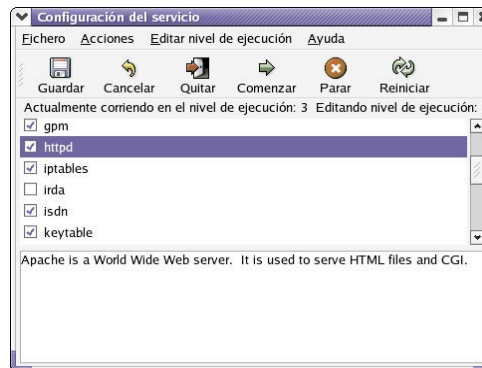 Configuración del servicio
Fichero Acciones Editar nivel de ejecución Ayuda
Guardar Cancelar Quitar Comenzar Parar Reiniciar
Actualmente corriendo en el nivel de ejecución: 3 Editando nivel de ejecución:
gpm
httpd
iptables
irda
isdn
keytable
Apache is a World Wide Web server. It is used to serve HTML files and CGI.